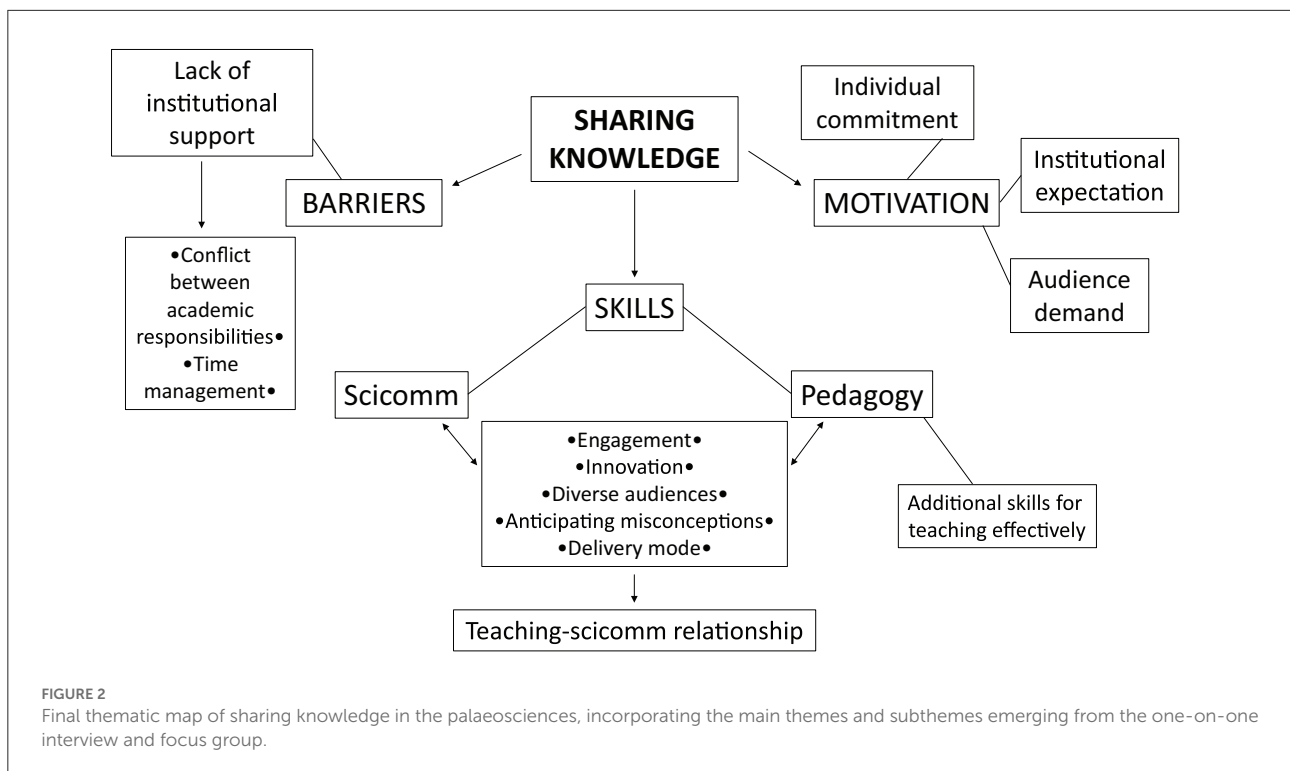 SHARING
KNOWLEDGE
Lack of
institutional
support
BARRIERS
•Conflict
between
academic
responsibilities•
•Time
management•
Individual
commitment
MOTIVATION
Institutional
expectation
Audience
demand
SKILLS
Scicomm
Pedagogy
•Engagement•
•Innovation•
•Diverse audiences•
•Anticipating misconceptions•
•Delivery mode•
Additional skills for
teaching effectively
Teaching-scicomm relationship
FIGURE 2
Final thematic map of sharing knowledge in the palaeosciences, incorporating the main themes and subthemes emerging from the one-on-one
interview and focus group.